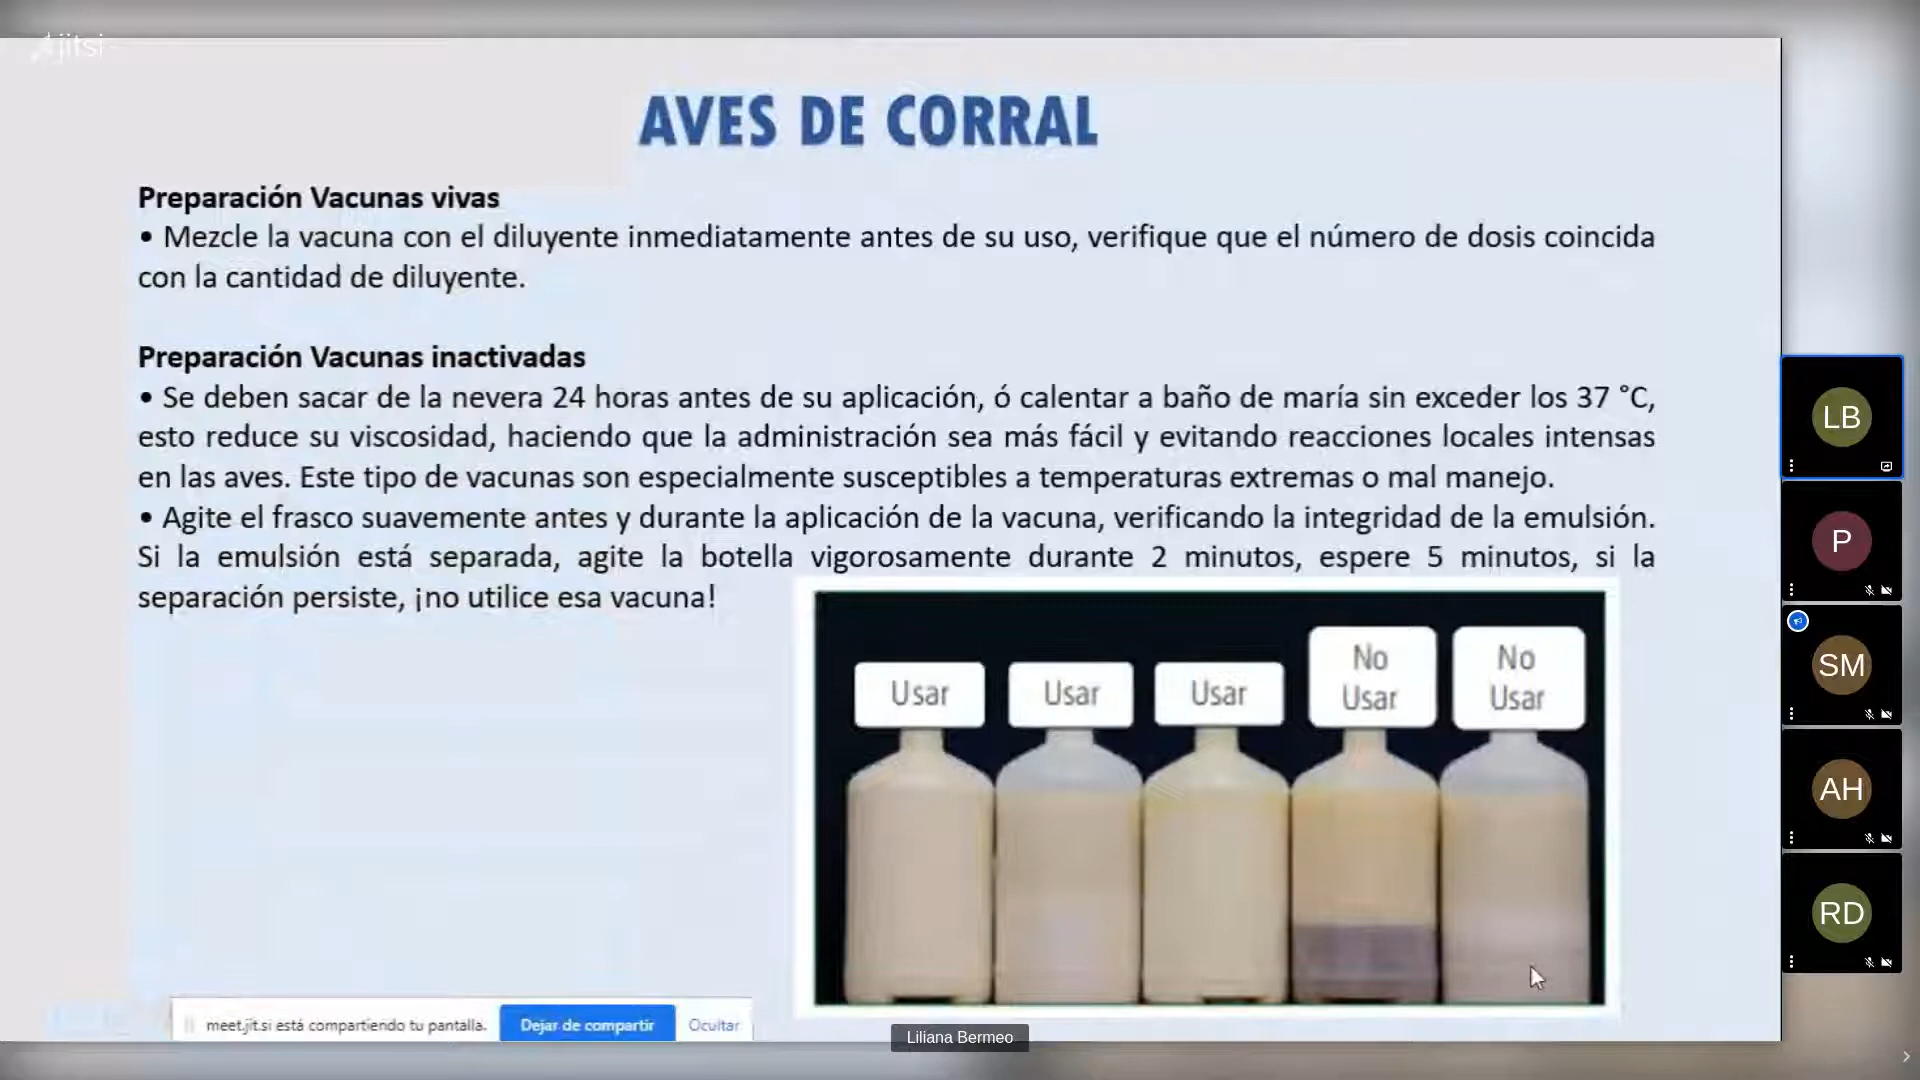 jitsi
AVES DE CORRAL
Preparación Vacunas vivas
• Mezcle la vacuna con el diluyente inmediatamente antes de su uso, verifique que el número de dosis coincida
con la cantidad de diluyente.
Preparación Vacunas inactivadas
• Se deben sacar de la nevera 24 horas antes de su aplicación, ó calentar a baño de maría sin exceder los 37 °C,
esto reduce su viscosidad, haciendo que la administración sea más fácil y evitando reacciones locales intensas
en las aves. Este tipo de vacunas son especialmente susceptibles a temperaturas extremas o mal manejo.
• Agite el frasco suavemente antes y durante la aplicación de la vacuna, verificando la integridad de la emulsión.
Si la emulsión está separada, agite la botella vigorosamente durante 2 minutos, espere 5 minutos, si la
separación persiste, ¡no utilice esa vacuna!
Usar
Usar
Usar
No
Usar
No
Usar
LB
P
SM
AH
RD
meet.jit.si está compartiendo tu pantalla.
Dejar de compartir
Ocultar
Liliana Bermeo